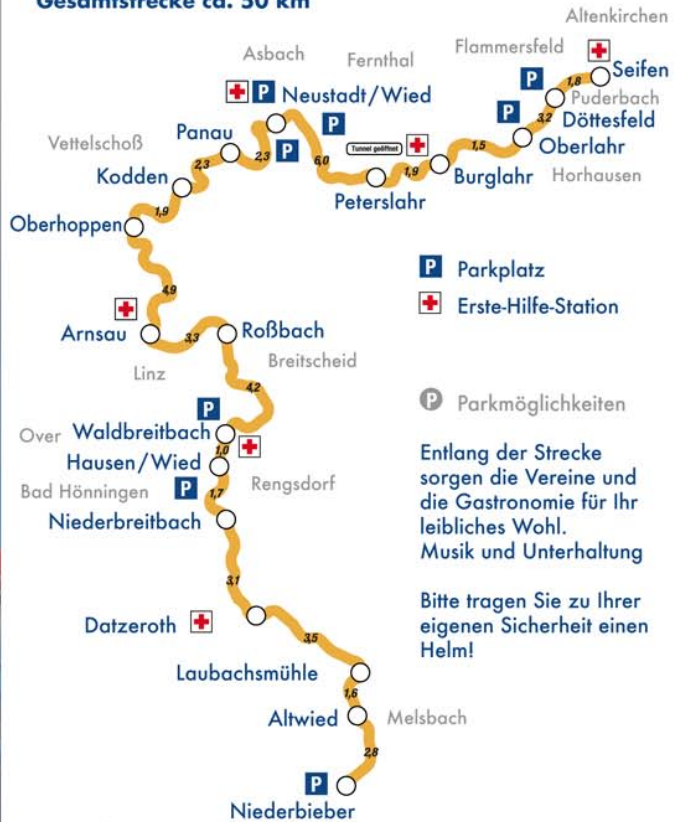 Gesamtstrecke ca. 50 km
Altenkirchen
Asbach
Fernthal
Flammersfeld
1,8
Seifen
P
Neustadt/Wied
P
Puderbach
3,2
Döttesfeld
P
P
Oberlahr
Vettelschoß
Panau
2,3
P
6,0
Tunnel geöffnet
1,5
2,3
Kodden
1,9
Burglahr
Horhausen
Peterslahr
1,9
Oberhoppen
P Parkplatz
4,9
Erste-Hilfe-Station
Arnsau
3,3
Roßbach
Linz
Breitscheid
4,2
P Parkmöglichkeiten
P
Over
Waldbreitbach
1,0
Hausen/Wied
Bad Hönningen
P
1,7
Rengsdorf
Niederbreitbach
Entlang der Strecke
sorgen die Vereine und
die Gastronomie für Ihr
leibliches Wohl.
Musik und Unterhaltung
Bitte tragen Sie zu Ihrer
eigenen Sicherheit einen
Helm!
3,1
Datzeroth
3,5
Laubachsmühle
1,6
Altwied
Melsbach
2,8
P
Niederbieber